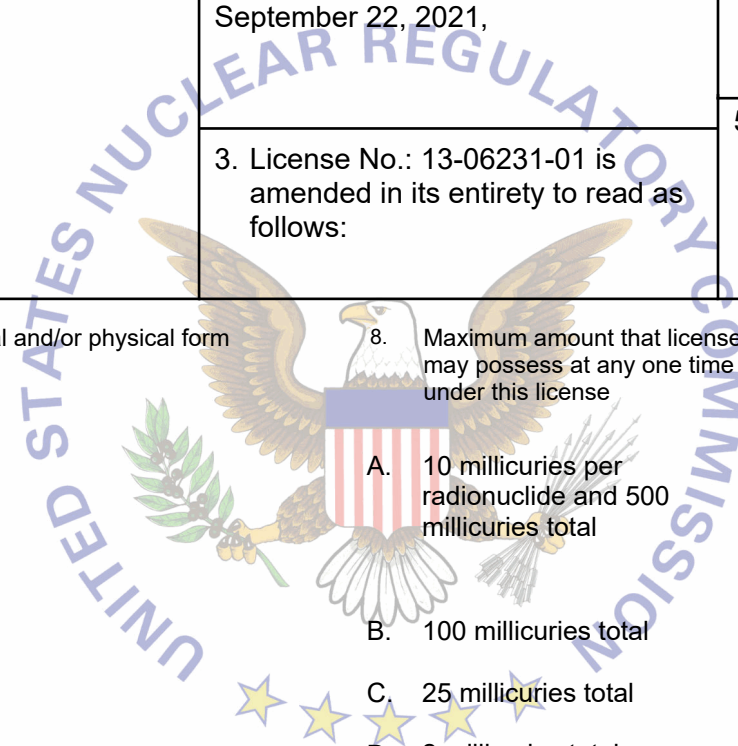 September 22, 2021,
3. License No.: 13-06231-01 is
amended in its entirety to read as
follows:
and/or physical form
8. Maximum amount that
may possess at any one time
under this license
A. 10 millicuries per
radionuclide and 500
millicuries total
B. 100 millicuries total
C. 25 millicuries total
UNITED STATES NUCLEAR REGULATORY COMMISSION